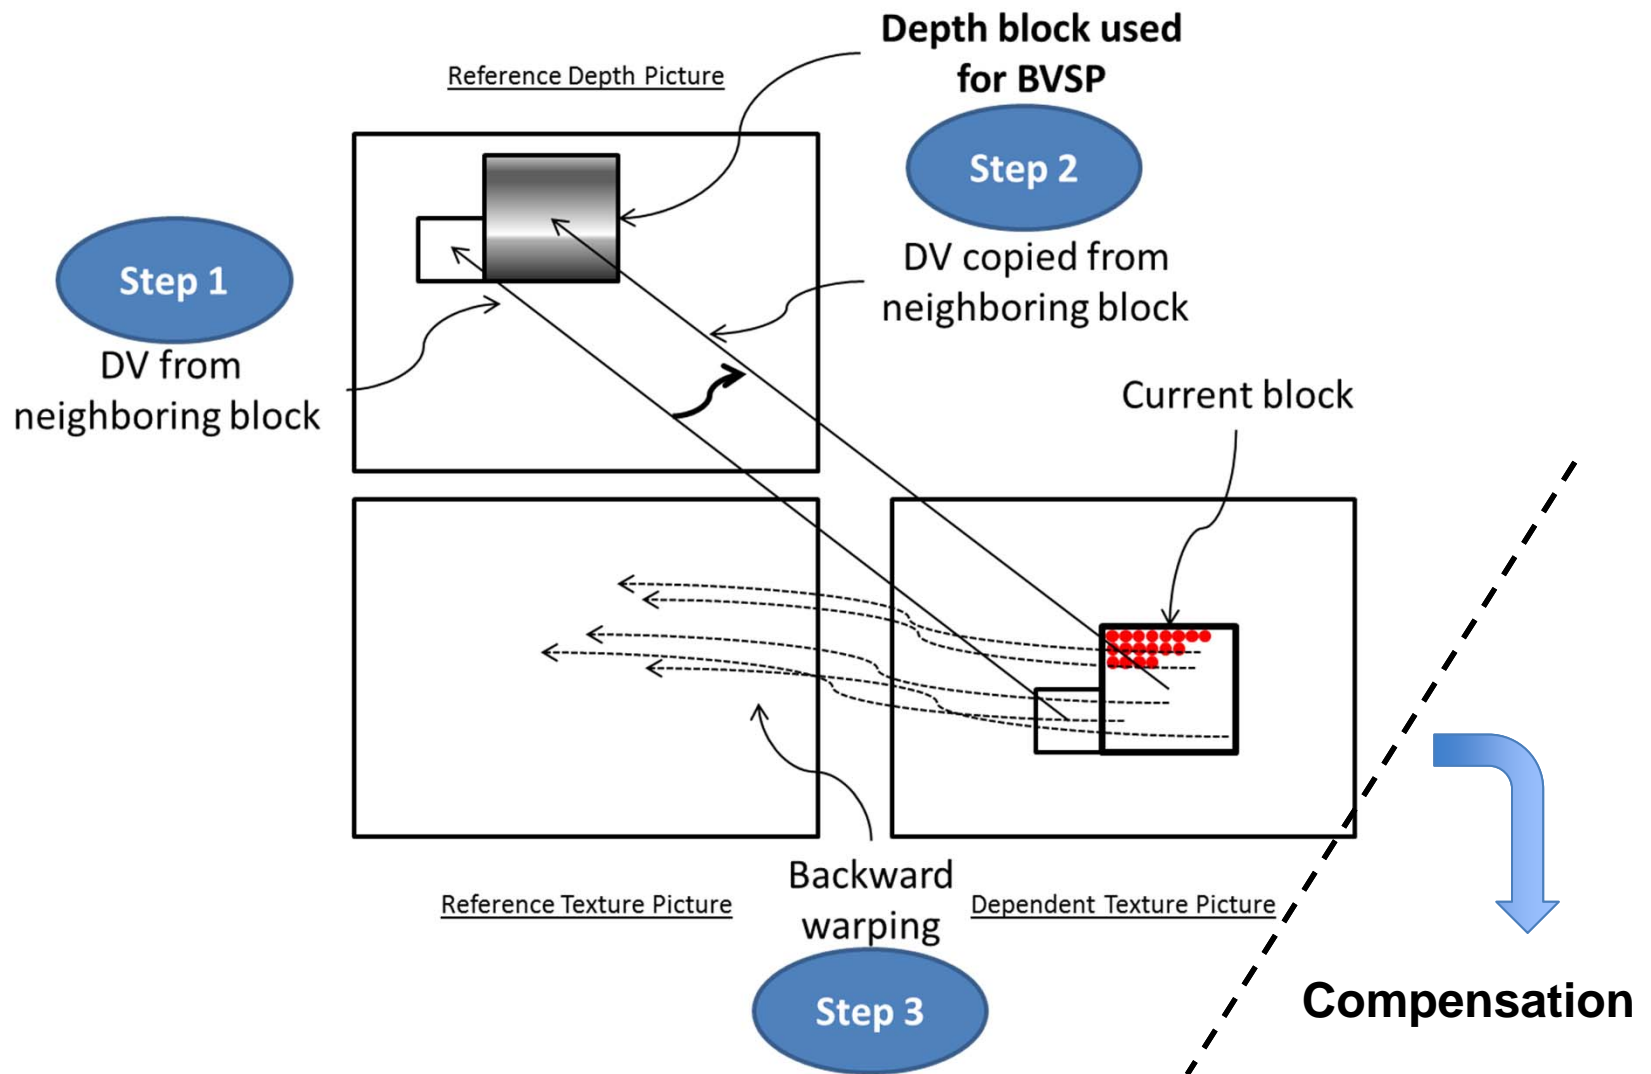 Depth block used
for BVSP
Reference Depth Picture
Step 2
DV copied from
neighboring block
Step 1
DV from
neighboring block
Current block
Backward
warping
Reference Texture Picture
Dependent Texture Picture
Step 3
Compensation